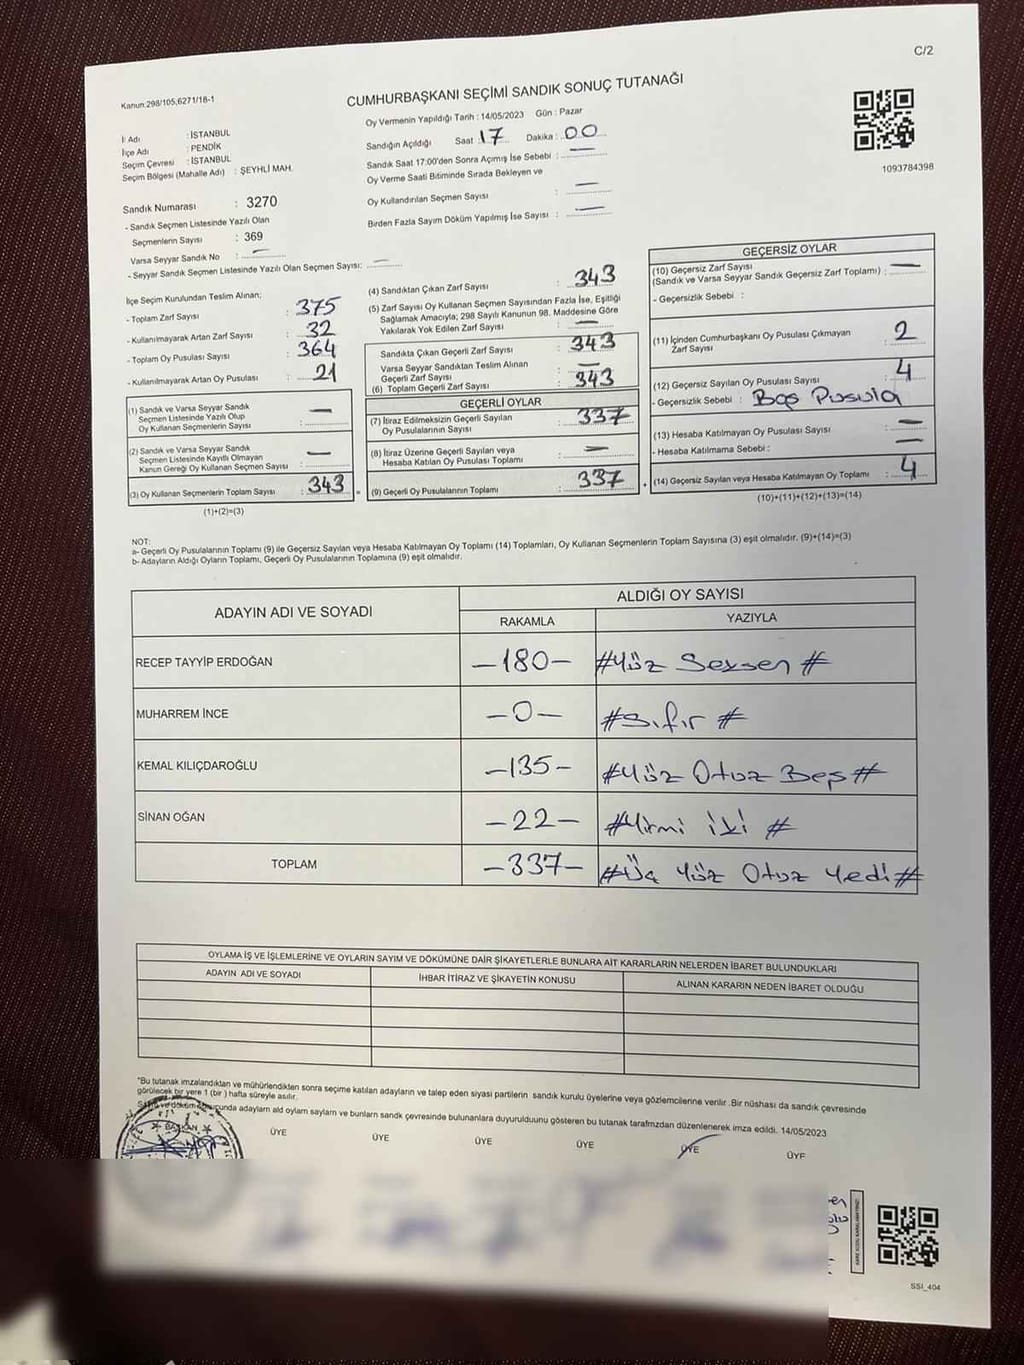 C/2
Kanun:298/105,6271/18-1
CUMHURBAŞKANI SEÇİMİ SANDIK SONUÇ TUTANAĞI
İl Adı : İSTANBUL
İlçe Adı : PENDİK
Seçim Çevresi : İSTANBUL
Seçim Bölgesi (Mahalle Adı) : ŞEYHLİ MAH.
Oy Vermenin Yapıldığı Tarih : 14/05/2023 Gün : Pazar
Sandığın Açıldığı Saat : 17 Dakika : 00
Sandık Saat 17:00'den Sonra Açımış İse Sebebi : —
Oy Verme Saati Bitiminde Sırada Bekleyen ve
Oy Kullandırılan Seçmen Sayısı : —
Birden Fazla Sayım Döküm Yapılmış İse Sayısı : —
1093784398
Sandık Numarası : 3270
- Sandık Seçmen Listesinde Yazılı Olan
Seçmenlerin Sayısı : 369
Varsa Seyyar Sandık No : —
- Seyyar Sandık Seçmen Listesinde Yazılı Olan Seçmen Sayısı: —
İlçe Seçim Kurulundan Teslim Alınan;
- Toplam Zarf Sayısı : 375
- Kullanılmayarak Artan Zarf Sayısı : 32
- Toplam Oy Pusulası Sayısı : 364
- Kullanılmayarak Artan Oy Pusulası : 21
(1) Sandık ve Varsa Seyyar Sandık
Seçmen Listesinde Yazılı Olup
Oy Kullanan Seçmenlerin Sayısı : —
(2) Sandık ve Varsa Seyyar Sandık
Seçmen Listesinde Kayıtlı Olmayan
Kanun Gereği Oy Kullanan Seçmen Sayısı : —
(3) Oy Kullanan Seçmenlerin Toplam Sayısı : 343
(1)+(2)=(3)
(4) Sandıktan Çıkan Zarf Sayısı : 343
(5) Zarf Sayısı Oy Kullanan Seçmen Sayısından Fazla İse, Eşitliği
Sağlamak Amacıyla; 298 Sayılı Kanunun 98. Maddesine Göre
Yakılarak Yok Edilen Zarf Sayısı : —
Sandıkta Çıkan Geçerli Zarf Sayısı : 343
Varsa Seyyar Sandıktan Teslim Alınan
Geçerli Zarf Sayısı : —
(6) Toplam Geçerli Zarf Sayısı : 343
GEÇERLİ OYLAR
(7) İtiraz Edilmeksizin Geçerli Sayılan
Oy Pusulalarının Sayısı : 337
(8) İtiraz Üzerine Geçerli Sayılan veya
Hesaba Katılan Oy Pusulası Toplamı : —
= (9) Geçerli Oy Pusulalarının Toplamı : 337
GEÇERSİZ OYLAR
(10) Geçersiz Zarf Sayısı
(Sandık ve Varsa Seyyar Sandık Geçersiz Zarf Toplamı) : —
- Geçersizlik Sebebi :
(11) İçinden Cumhurbaşkanı Oy Pusulası Çıkmayan
Zarf Sayısı : 2
(12) Geçersiz Sayılan Oy Pusulası Sayısı : 4
- Geçersizlik Sebebi : Boş Pusula
(13) Hesaba Katılmayan Oy Pusulası Sayısı : —
- Hesaba Katılmama Sebebi : —
+ (14) Geçersiz Sayılan veya Hesaba Katılmayan Oy Toplamı : 4
(10)+(11)+(12)+(13)=(14)
NOT:
a- Geçerli Oy Pusulalarının Toplamı (9) ile Geçersiz Sayılan veya Hesaba Katılmayan Oy Toplamı (14) Toplamları, Oy Kullanan Seçmenlerin Toplam Sayısına (3) eşit olmalıdır. (9)+(14)=(3)
b- Adayların Aldığı Oyların Toplamı, Geçerli Oy Pusulalarının Toplamına (9) eşit olmalıdır.
ADAYIN ADI VE SOYADI ALDIĞI OY SAYISI
RAKAMLA YAZIYLA
RECEP TAYYİP ERDOĞAN -180- #Yüz Seksen#
MUHARREM İNCE -0- #Sıfır#
KEMAL KILIÇDAROĞLU -135- #Yüz Otuz Beş#
SİNAN OĞAN -22- #Yirmi iki#
TOPLAM -337- #Üç Yüz Otuz Yedi#
OYLAMA İŞ VE İŞLEMLERİNE VE OYLARIN SAYIM VE DÖKÜMÜNE DAİR ŞİKAYETLERLE BUNLARA AİT KARARLARIN NELERDEN İBARET BULUNDUKLARI
ADAYIN ADI VE SOYADI İHBAR İTİRAZ VE ŞİKAYETİN KONUSU ALINAN KARARIN NEDEN İBARET OLDUĞU
"Bu tutanak imzalandıktan ve mühürlendikten sonra seçime katılan adayların ve talep eden siyasi partilerin sandık kurulu üyelerine veya gözlemcilerine verilir .Bir nüshası da sandık çevresinde
görülecek bir yere 1 (bir ) hafta süreyle asılır.
Sayım ve döküm sonucunda adayların ald oyların sayların ve bunların sandk çevresinde bulunanlara duyurulduunu gösteren bu tutanak tarafmzdan düzenlenerek imza edildi. 14/05/2023
BAŞKAN ÜYE ÜYE ÜYE ÜYE ÜYE ÜYE
SSI_404